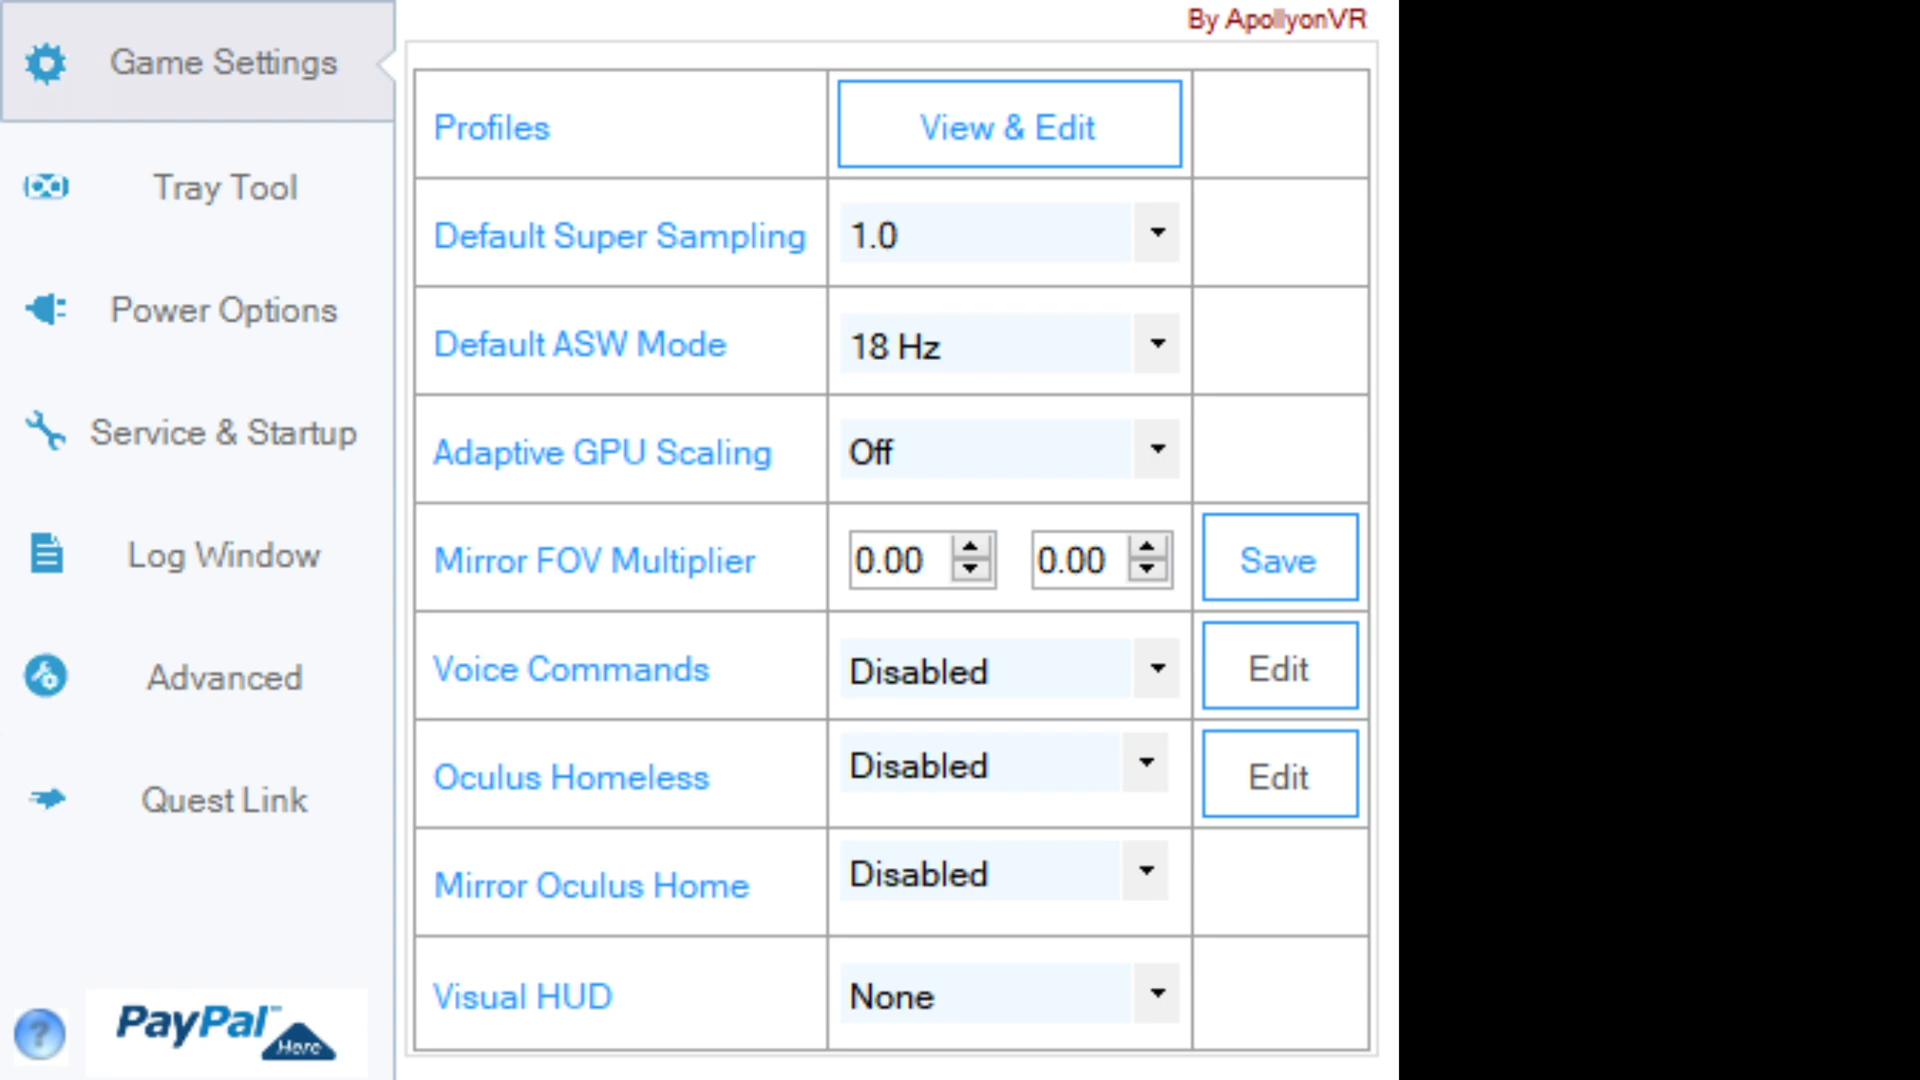 By ApollyonVR
Game Settings
Tray Tool
Power Options
Service & Startup
Log Window
Advanced
Quest Link
?
PayPal™
Here
Profiles
View & Edit
Default Super Sampling
1.0
Default ASW Mode
18 Hz
Adaptive GPU Scaling
Off
Mirror FOV Multiplier
0.00
0.00
Save
Voice Commands
Disabled
Edit
Oculus Homeless
Disabled
Edit
Mirror Oculus Home
Disabled
Visual HUD
None